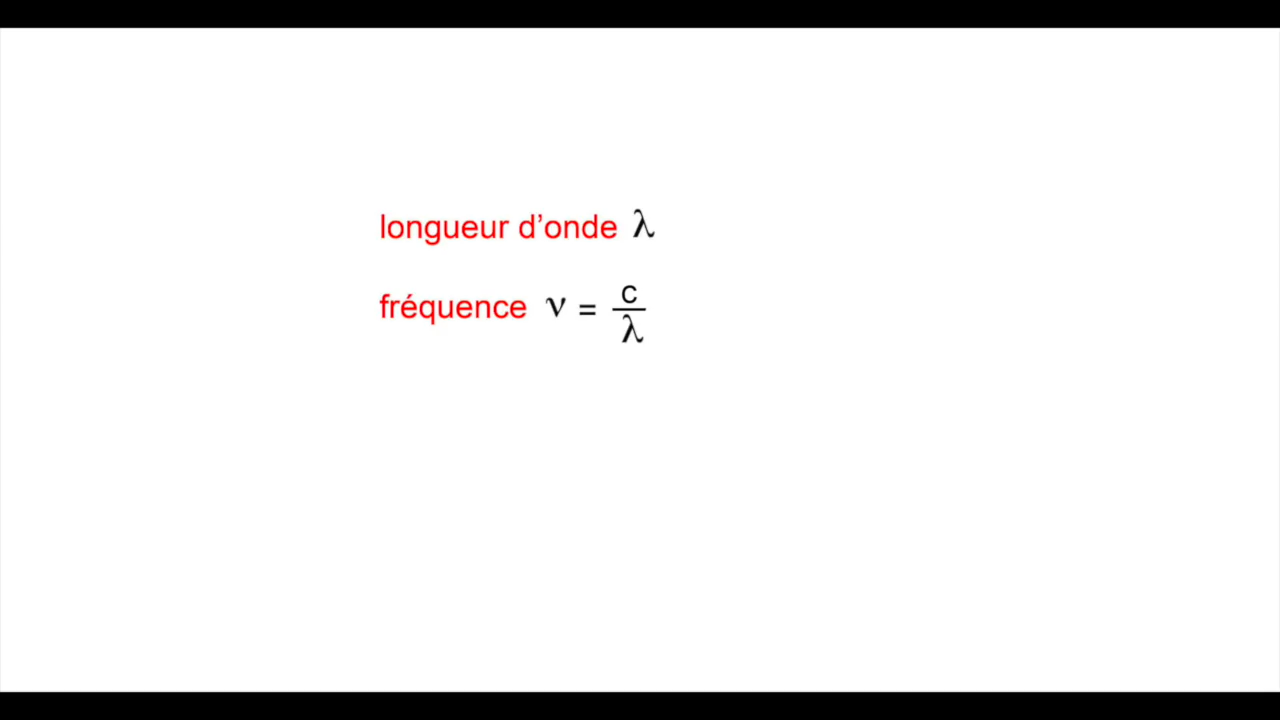 longueur d’onde λ
fréquence ν = c/λ